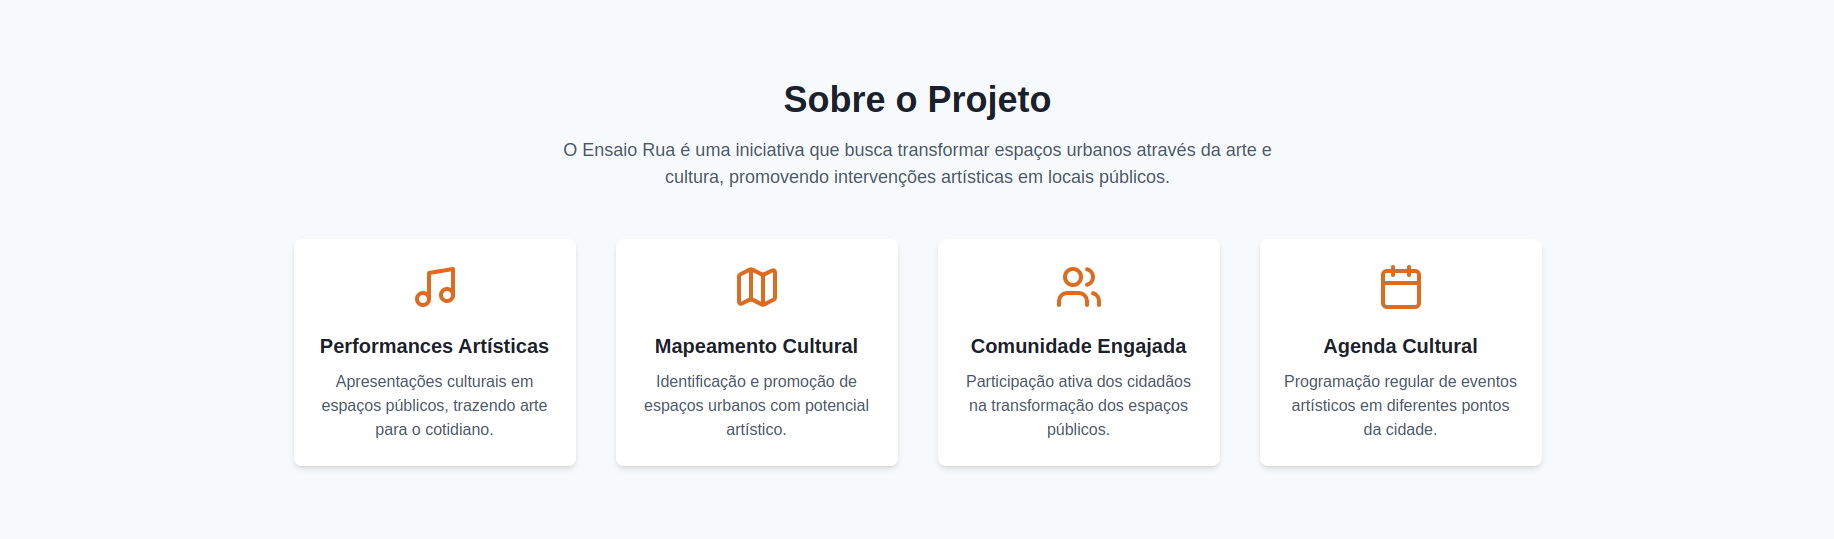 Sobre o Projeto
O Ensaio Rua é uma iniciativa que busca transformar espaços urbanos através da arte e
cultura, promovendo intervenções artísticas em locais públicos.
Performances Artísticas
Apresentações culturais em
espaços públicos, trazendo arte
para o cotidiano.
Mapeamento Cultural
Identificação e promoção de
espaços urbanos com potencial
artístico.
Comunidade Engajada
Participação ativa dos cidadãos
na transformação dos espaços
públicos.
Agenda Cultural
Programação regular de eventos
artísticos em diferentes pontos
da cidade.